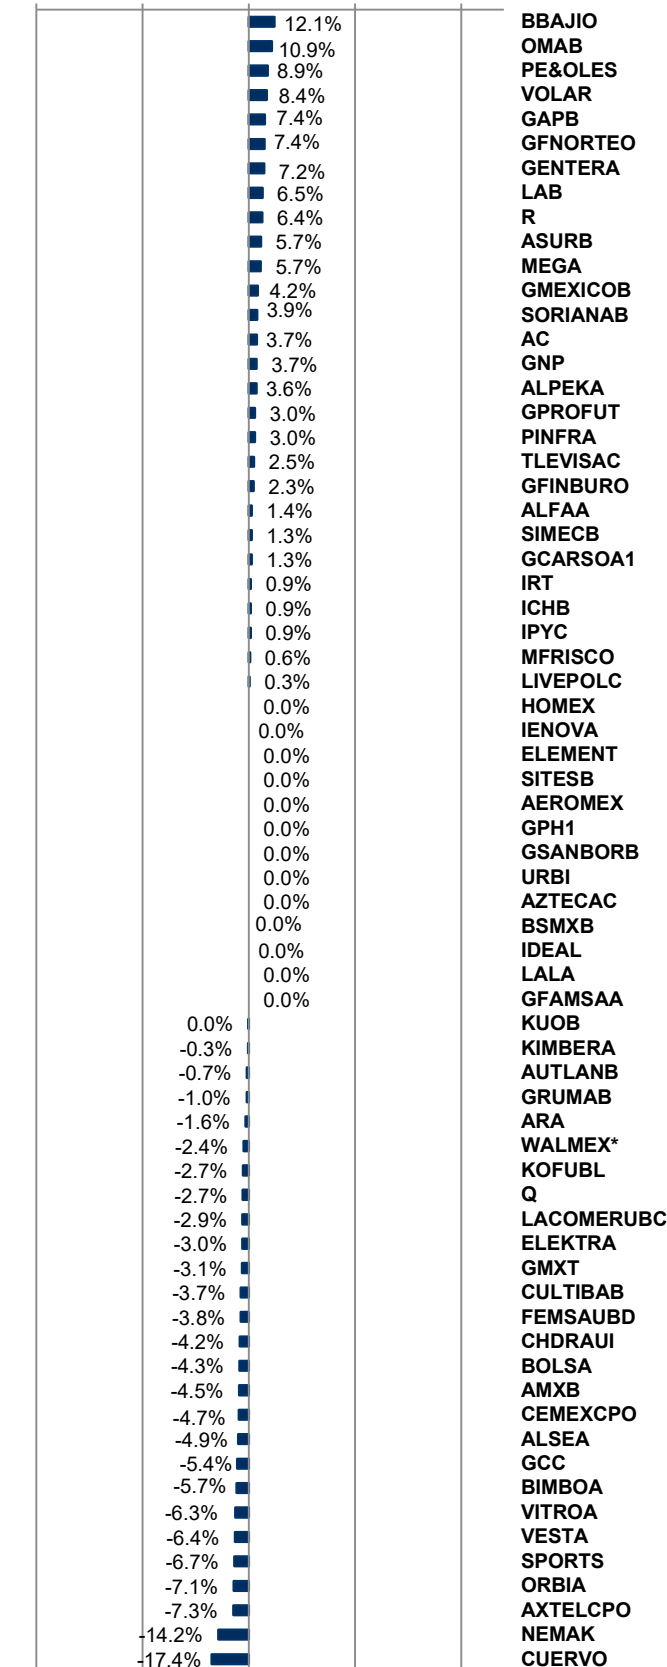 12.1% BBAJIO
10.9% OMAB
8.9% PE&OLES
8.4% VOLAR
7.4% GAPB
7.4% GFNORTEO
7.2% GENTERA
6.5% LAB
6.4% R
5.7% ASURB
5.7% MEGA
4.2% GMEXICOB
3.9% SORIANAB
3.7% AC
3.7% GNP
3.6% ALPEKA
3.0% GPROFUT
3.0% PINFRA
2.5% TLEVISAC
2.3% GFINBURO
1.4% ALFAA
1.3% SIMECB
1.3% GCARSOA1
0.9% IRT
0.9% ICHB
0.9% IPYC
0.6% MFRISCO
0.3% LIVEPOLC
0.0% HOMEX
0.0% IENOVA
0.0% ELEMENT
0.0% SITESB
0.0% AEROMEX
0.0% GPH1
0.0% GSANBORB
0.0% URBI
0.0% AZTECAC
0.0% BSMXB
0.0% IDEAL
0.0% LALA
0.0% GFAMSAA
0.0% KUOB
-0.3% KIMBERA
-0.7% AUTLANB
-1.0% GRUMAB
-1.6% ARA
-2.4% WALMEX*
-2.7% KOFUBL
-2.7% Q
-2.9% LACOMERUBC
-3.0% ELEKTRA
-3.1% GMXT
-3.7% CULTIBAB
-3.8% FEMSAUBD
-4.2% CHDRAUI
-4.3% BOLSA
-4.5% AMXB
-4.7% CEMEXCPO
-4.9% ALSEA
-5.4% GCC
-5.7% BIMBOA
-6.3% VITROA
-6.4% VESTA
-6.7% SPORTS
-7.1% ORBIA
-7.3% AXTELCPO
-14.2% NEMAK
-17.4% CUERVO